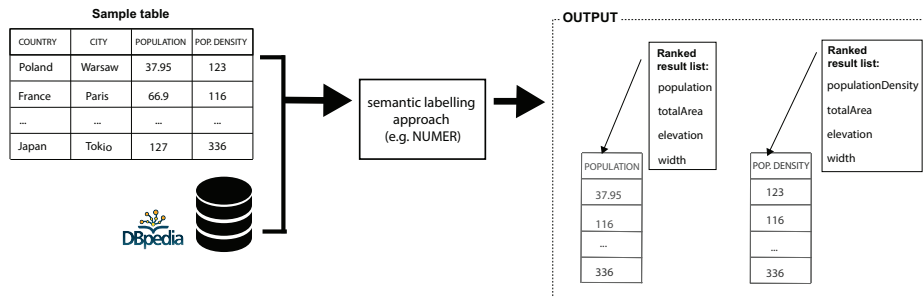 Sample table
COUNTRY CITY POPULATION POP. DENSITY
Poland Warsaw 37.95 123
France Paris 66.9 116
... ... ... ...
Japan Tokio 127 336
DBpedia
semantic labelling
approach
(e.g. NUMER)
OUTPUT
Ranked
result list:
population
totalArea
elevation
width
POPULATION
37.95
116
...
336
Ranked
result list:
populationDensity
totalArea
elevation
width
POP. DENSITY
123
116
...
336